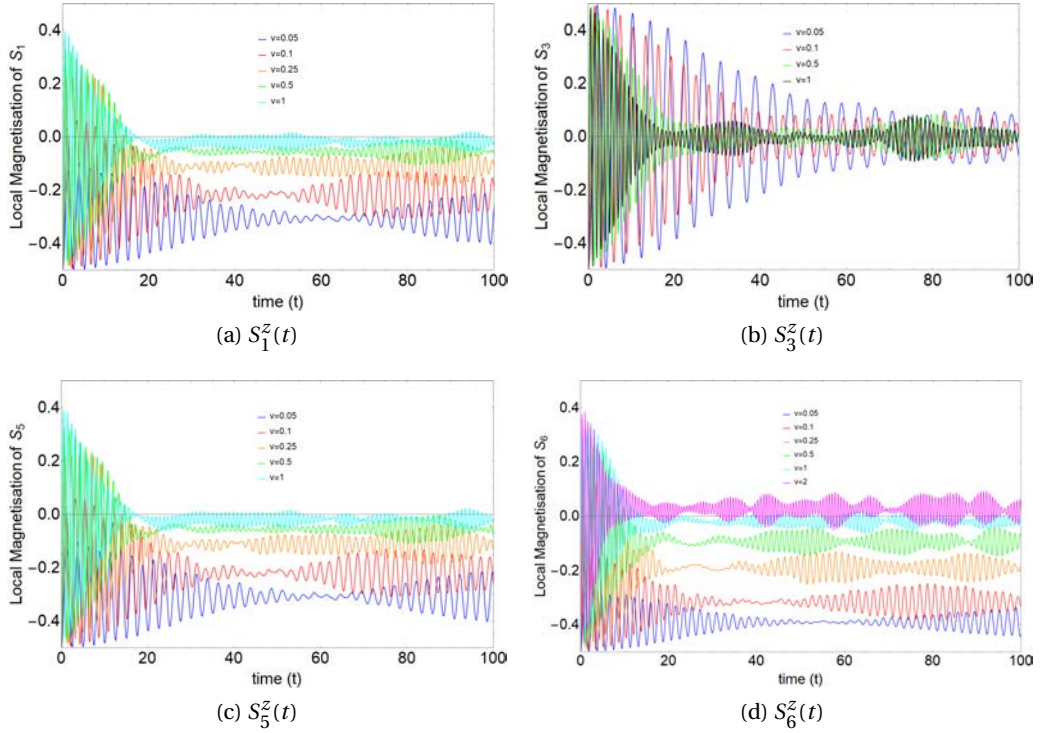 Local Magnetisation of S1
0.4
0.2
0.0
−0.2
−0.4
v=0.05
v=0.1
v=0.25
v=0.5
v=1
0 20 40 60 80 100
time (t)
(a) S_1^z(t)
Local Magnetisation of S3
0.4
0.2
0.0
−0.2
−0.4
v=0.05
v=0.1
v=0.5
v=1
0 20 40 60 80 100
time (t)
(b) S_3^z(t)
Local Magnetisation of S5
0.4
0.2
0.0
−0.2
−0.4
v=0.05
v=0.1
v=0.25
v=0.5
v=1
0 20 40 60 80 100
time (t)
(c) S_5^z(t)
Local Magnetisation of S6
0.4
0.2
0.0
−0.2
−0.4
v=0.05
v=0.1
v=0.25
v=0.5
v=1
v=2
0 20 40 60 80 100
time (t)
(d) S_6^z(t)